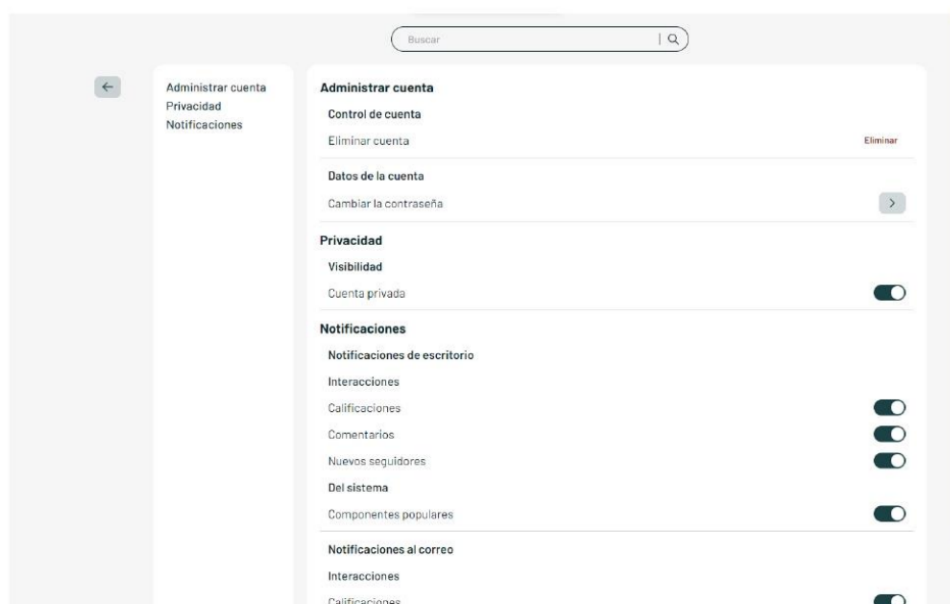 Buscar
Administrar cuenta
Privacidad
Notificaciones
Administrar cuenta
Control de cuenta
Eliminar cuenta
Eliminar
Datos de la cuenta
Cambiar la contraseña
Privacidad
Visibilidad
Cuenta privada
Notificaciones
Notificaciones de escritorio
Interacciones
Calificaciones
Comentarios
Nuevos seguidores
Del sistema
Componentes populares
Notificaciones al correo
Interacciones
Calificaciones